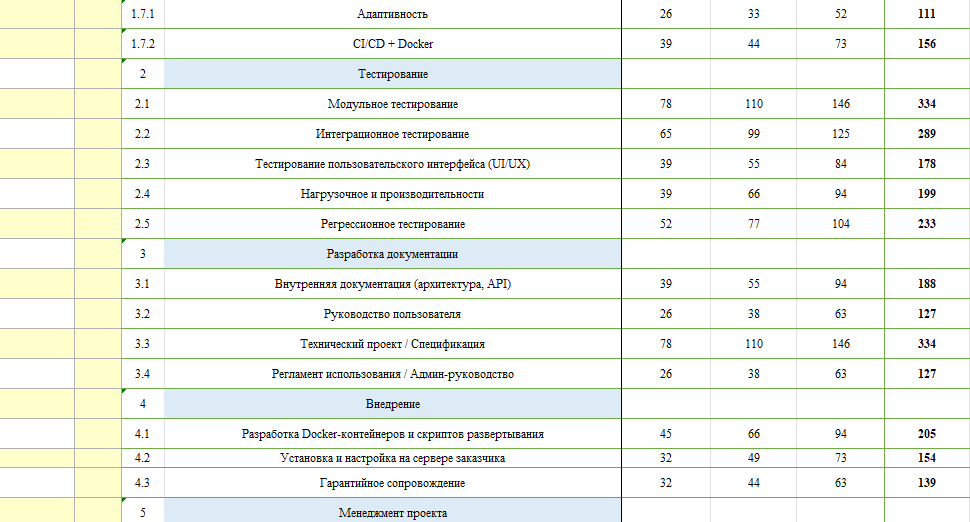 1.7.1 Адаптивность 26 33 52 111
1.7.2 CI/CD + Docker 39 44 73 156
2 Тестирование
2.1 Модульное тестирование 78 110 146 334
2.2 Интеграционное тестирование 65 99 125 289
2.3 Тестирование пользовательского интерфейса (UI/UX) 39 55 84 178
2.4 Нагрузочное и производительности 39 66 94 199
2.5 Регрессионное тестирование 52 77 104 233
3 Разработка документации
3.1 Внутренняя документация (архитектура, API) 39 55 94 188
3.2 Руководство пользователя 26 38 63 127
3.3 Технический проект / Спецификация 78 110 146 334
3.4 Регламент использования / Админ-руководство 26 38 63 127
4 Внедрение
4.1 Разработка Docker-контейнеров и скриптов развертывания 45 66 94 205
4.2 Установка и настройка на сервере заказчика 32 49 73 154
4.3 Гарантийное сопровождение 32 44 63 139
5 Менеджмент проекта